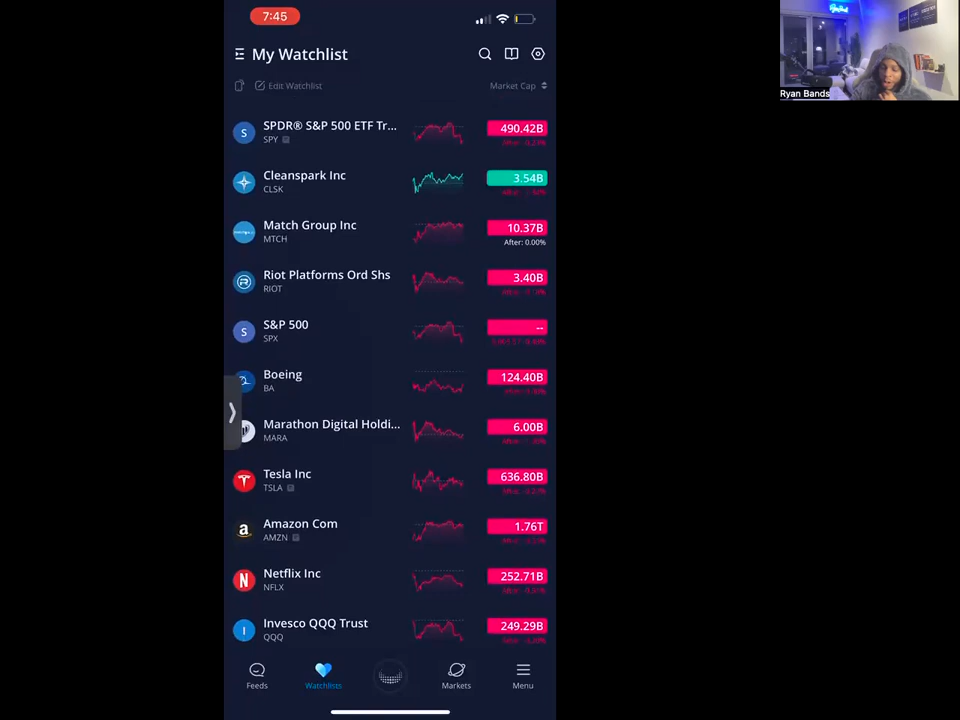 7:45
My Watchlist
Edit Watchlist
Market Cap
SPDR® S&P 500 ETF Tr...
490.42B
SPY
Cleanspark Inc
3.54B
CLSK
Match Group Inc
10.37B
MTCH
After: 0.00%
Riot Platforms Ord Shs
3.40B
RIOT
S&P 500
--
SPX
Boeing
124.40B
BA
Marathon Digital Holdi...
6.00B
MARA
Tesla Inc
636.80B
TSLA
Amazon Com
1.76T
AMZN
Netflix Inc
252.71B
NFLX
Invesco QQQ Trust
249.29B
QQQ
Feeds
Watchlists
Markets
Menu
Ryan Bands